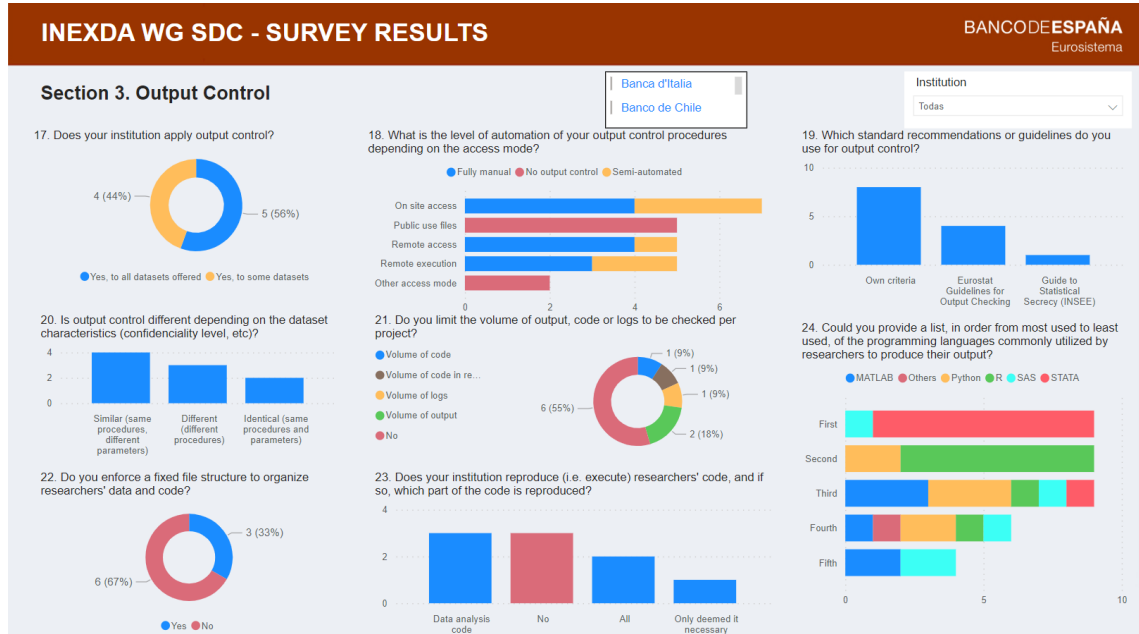 INEXDA WG SDC - SURVEY RESULTS
BANCODEESPAÑA
Eurosistema
Section 3. Output Control
Banca d'Italia
Banco de Chile
Institution
Todas
17. Does your institution apply output control?
4 (44%)
5 (56%)
Yes, to all datasets offered
Yes, to some datasets
18. What is the level of automation of your output control procedures
depending on the access mode?
Fully manual
No output control
Semi-automated
On site access
Public use files
Remote access
Remote execution
Other access mode
0
2
4
6
19. Which standard recommendations or guidelines do you
use for output control?
10
5
0
Own criteria
Eurostat
Guidelines for
Output Checking
Guide to
Statistical
Secrecy (INSEE)
20. Is output control different depending on the dataset
characteristics (confidenciality level, etc)?
4
2
0
Similar (same
procedures,
different
parameters)
Different
(different
procedures)
Identical (same
procedures and
parameters)
21. Do you limit the volume of output, code or logs to be checked per
project?
Volume of code
Volume of code in re...
Volume of logs
Volume of output
No
1 (9%)
1 (9%)
1 (9%)
2 (18%)
6 (55%)
24. Could you provide a list, in order from most used to least
used, of the programming languages commonly utilized by
researchers to produce their output?
MATLAB
Others
Python
R
SAS
STATA
First
Second
Third
Fourth
Fifth
0
5
10
22. Do you enforce a fixed file structure to organize
researchers' data and code?
3 (33%)
6 (67%)
Yes
No
23. Does your institution reproduce (i.e. execute) researchers' code, and if
so, which part of the code is reproduced?
4
2
0
Data analysis
code
No
All
Only deemed it
necessary